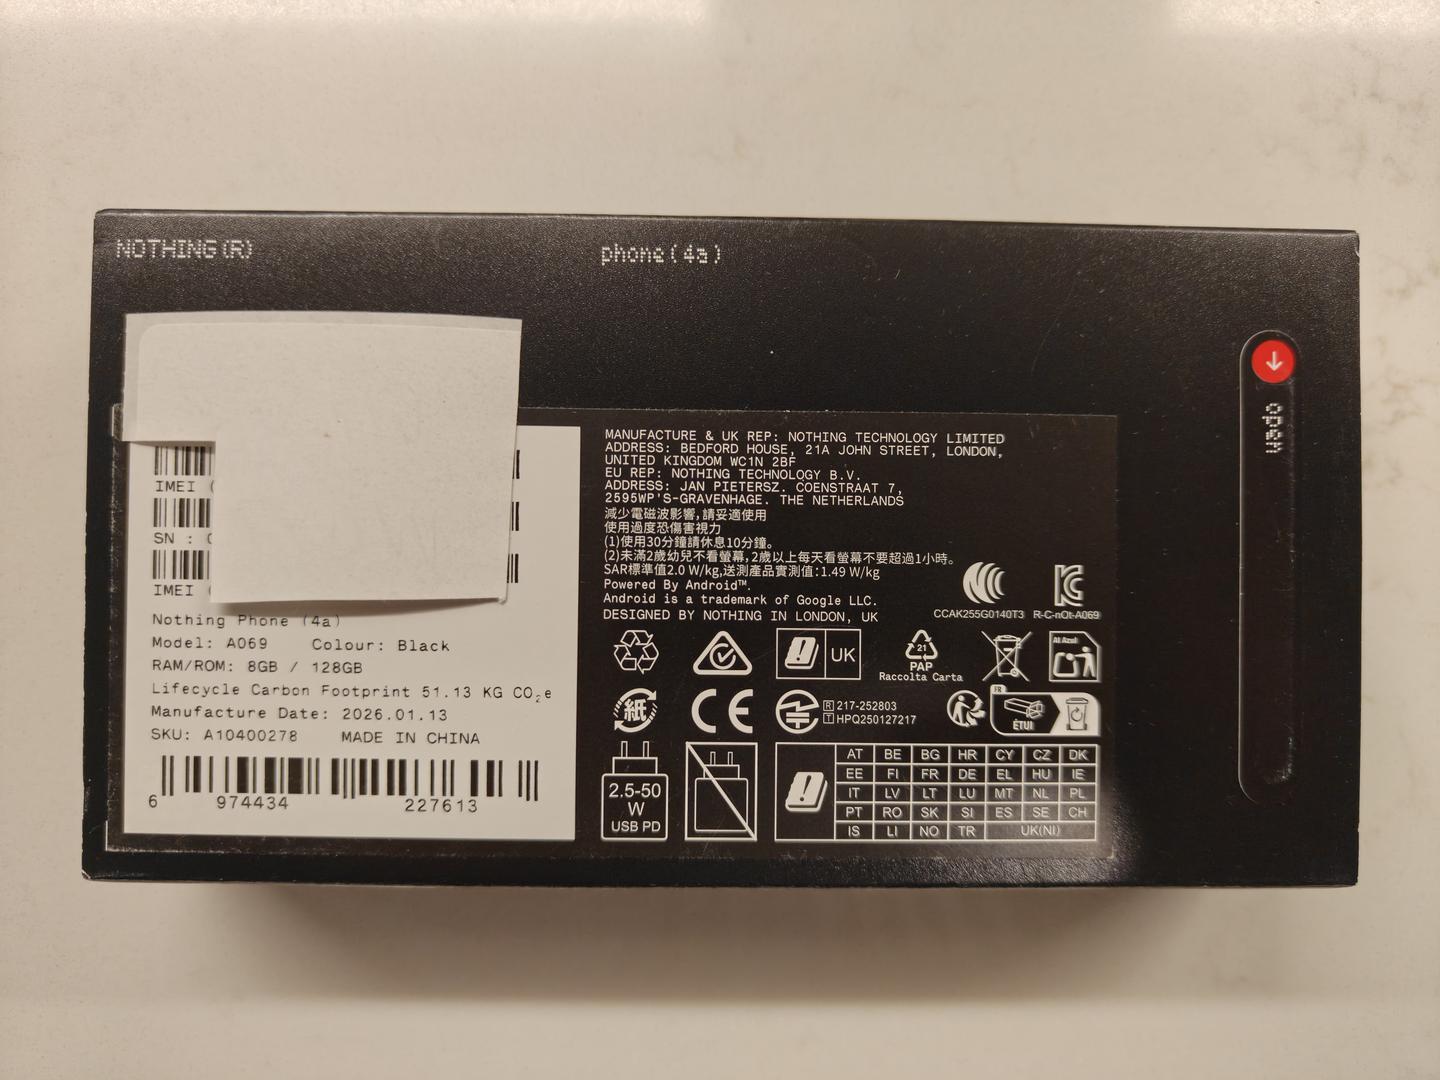 NOTHING(R)
phone(4a)
open
IMEI (
SN :
IMEI (
Nothing Phone (4a)
Model: A069 Colour: Black
RAM/ROM: 8GB / 128GB
Lifecycle Carbon Footprint 51.13 KG CO₂e
Manufacture Date: 2026.01.13
SKU: A10400278 MADE IN CHINA
6 974434 227613
MANUFACTURE & UK REP: NOTHING TECHNOLOGY LIMITED
ADDRESS: BEDFORD HOUSE, 21A JOHN STREET, LONDON,
UNITED KINGDOM WC1N 2BF
EU REP: NOTHING TECHNOLOGY B.V.
ADDRESS: JAN PIETERSZ. COENSTRAAT 7,
2595WP'S-GRAVENHAGE. THE NETHERLANDS
減少電磁波影響,請妥適使用
使用過度恐傷害視力
(1)使用30分鐘請休息10分鐘。
(2)未滿2歲幼兒不看螢幕,2歲以上每天看螢幕不要超過1小時。
SAR標準值2.0 W/kg,送測產品實測值:1.49 W/kg
Powered By Android™.
Android is a trademark of Google LLC.
DESIGNED BY NOTHING IN LONDON, UK
CCAK255G0140T3 R-C-nOt-A069
UK
21
PAP
Raccolta Carta
Al Azul
紙
CE
R 217-252803
T HPQ250127217
FR
ÉTUI
2.5-50
W
USB PD
AT BE BG HR CY CZ DK
EE FI FR DE EL HU IE
IT LV LT LU MT NL PL
PT RO SK SI ES SE CH
IS LI NO TR UK(NI)